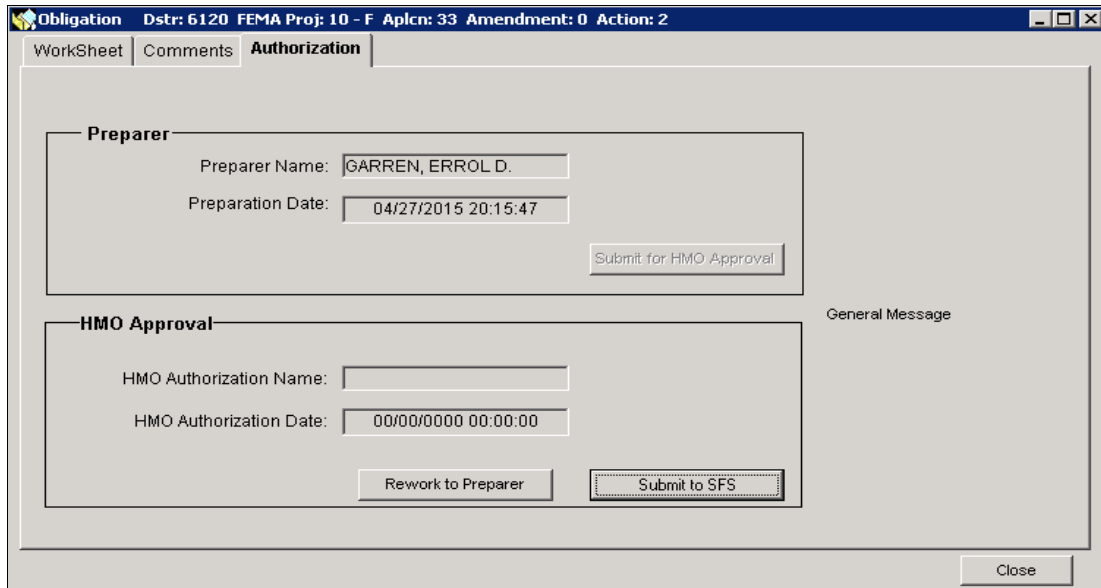 Obligation Dstr: 6120 FEMA Proj: 10 - F Aplcn: 33 Amendment: 0 Action: 2
WorkSheet Comments Authorization
Preparer
Preparer Name: GARREN, ERROL D.
Preparation Date: 04/27/2015 20:15:47
Submit for HMO Approval
General Message
HMO Approval
HMO Authorization Name:
HMO Authorization Date: 00/00/0000 00:00:00
Rework to Preparer Submit to SFS
Close